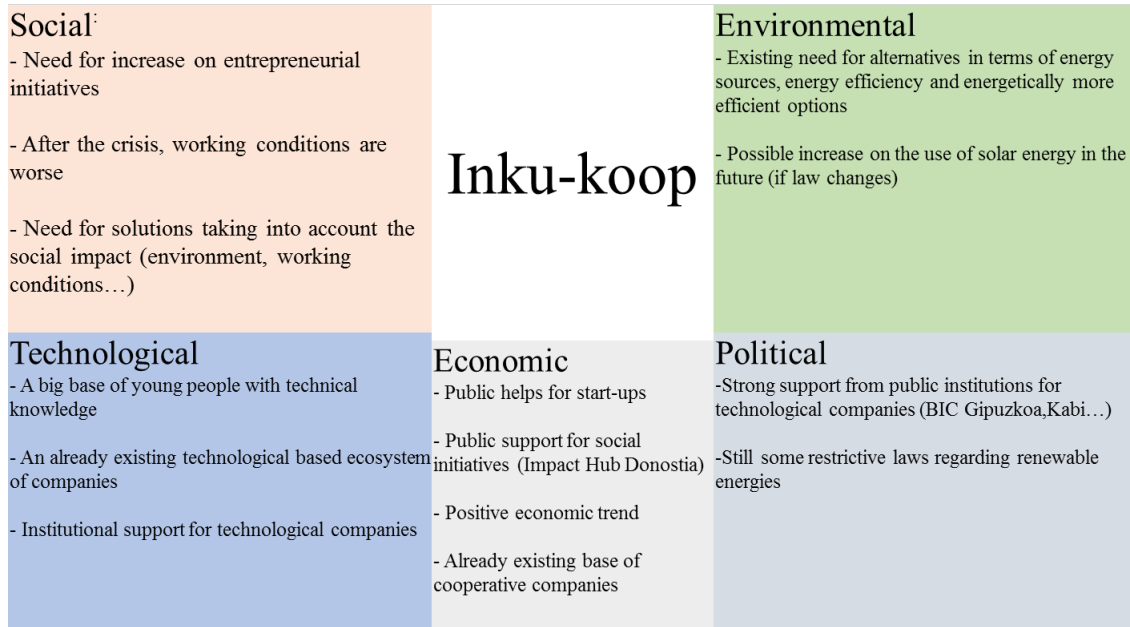 Social:
- Need for increase on entrepreneurial
initiatives
- After the crisis, working conditions are
worse
- Need for solutions taking into account the
social impact (environment, working
conditions…)
Inku-koop
Environmental
- Existing need for alternatives in terms of energy
sources, energy efficiency and energetically more
efficient options
- Possible increase on the use of solar energy in the
future (if law changes)
Technological
- A big base of young people with technical
knowledge
- An already existing technological based ecosystem
of companies
- Institutional support for technological companies
Economic
- Public helps for start-ups
- Public support for social
initiatives (Impact Hub Donostia)
- Positive economic trend
- Already existing base of
cooperative companies
Political
-Strong support from public institutions for
technological companies (BIC Gipuzkoa,Kabi…)
-Still some restrictive laws regarding renewable
energies